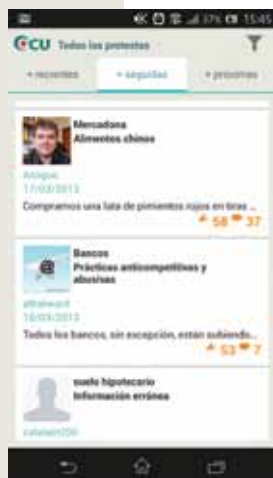 37% 15:45
OCU Todas las protestas
+ recientes + seguidas + próximas
Mercadona
Alimentos chinos
17/03/2013
Compramos una lata de pimientos rojos en tiras ...
58 37
Bancos
Prácticas anticompetitivas y
abusivas
16/03/2013
Todos los bancos, sin excepción, están subiendo...
53 7
suelo hipotecario
Información errónea